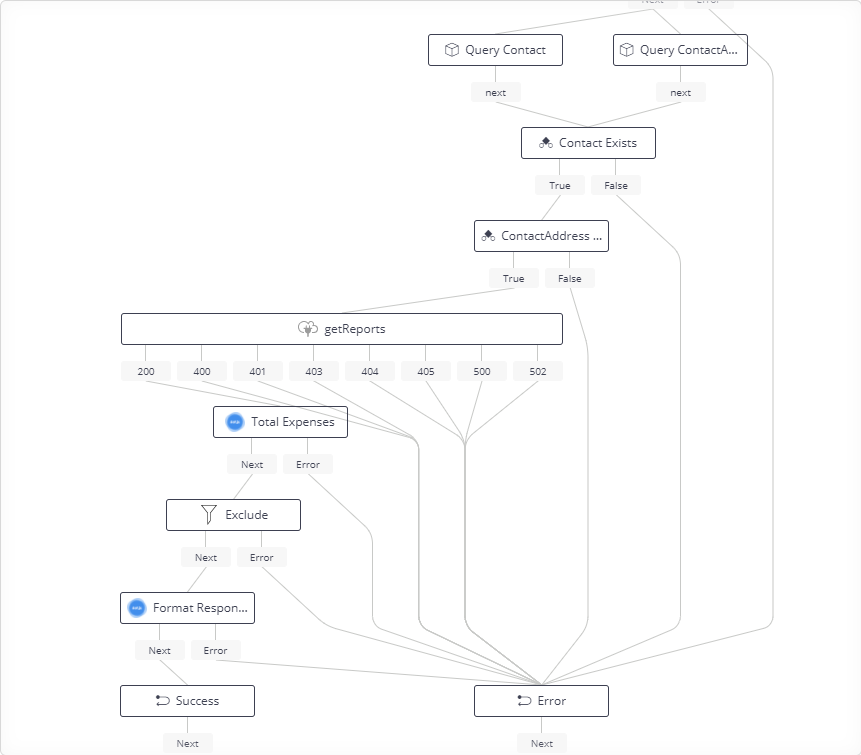 Next Error
Query Contact Query ContactA...
next next
Contact Exists
True False
ContactAddress ...
True False
getReports
200 400 401 403 404 405 500 502
Total Expenses
Next Error
Exclude
Next Error
Format Respon...
Next Error
Success Error
Next Next